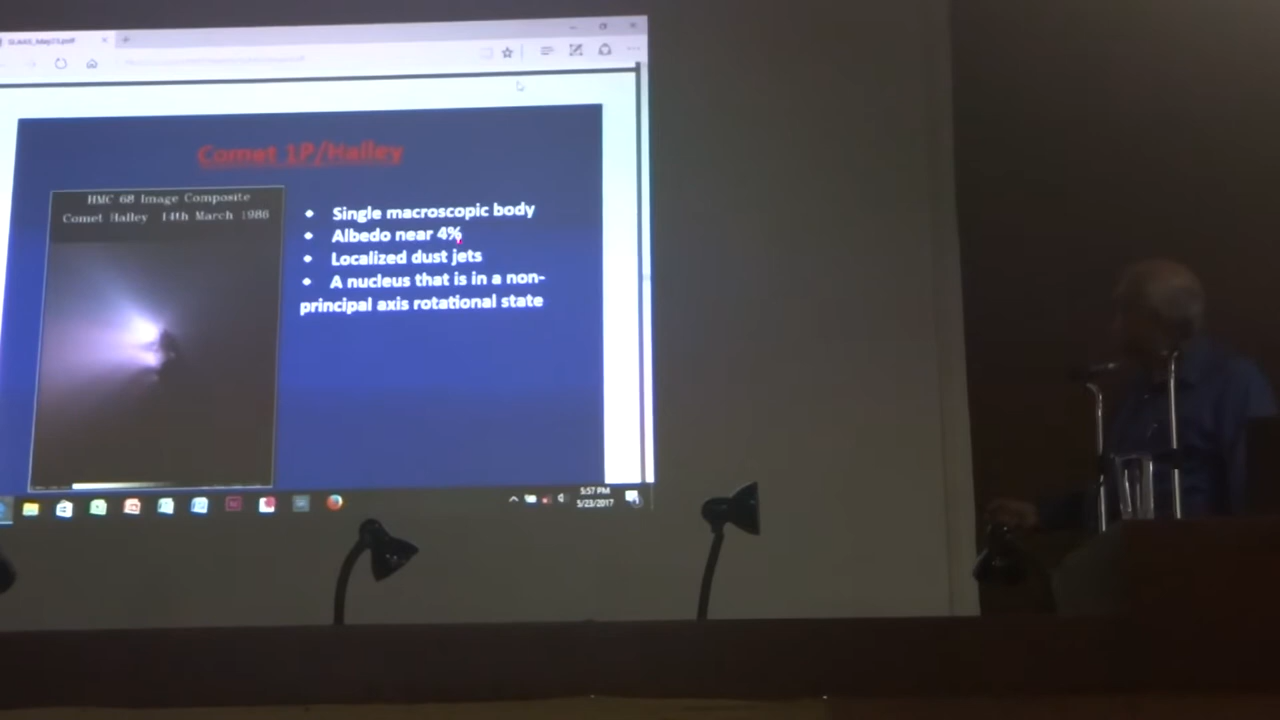 Comet 1P/Halley
HMC 68 Image Composite
Comet Halley 14th March 1986
• Single macroscopic body
• Albedo near 4%
• Localized dust jets
• A nucleus that is in a non-
principal axis rotational state
5:57 PM
5/23/2017